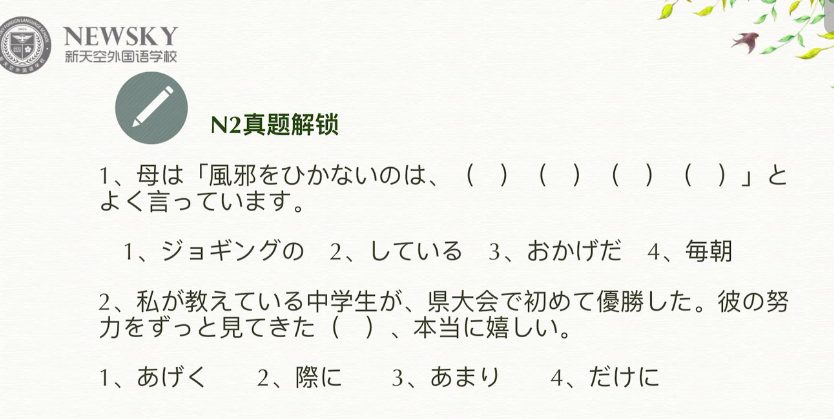 NEWSKY
新天空外国语学校
N2真题解锁
1、母は「風邪をひかないのは、（　）（　）（　）（　）」と
よく言っています。
1、ジョギングの　2、している　3、おかげだ　4、毎朝
2、私が教えている中学生が、県大会で初めて優勝した。彼の努
力をずっと見てきた（　）、本当に嬉しい。
1、あげく　　2、際に　　3、あまり　　4、だけに